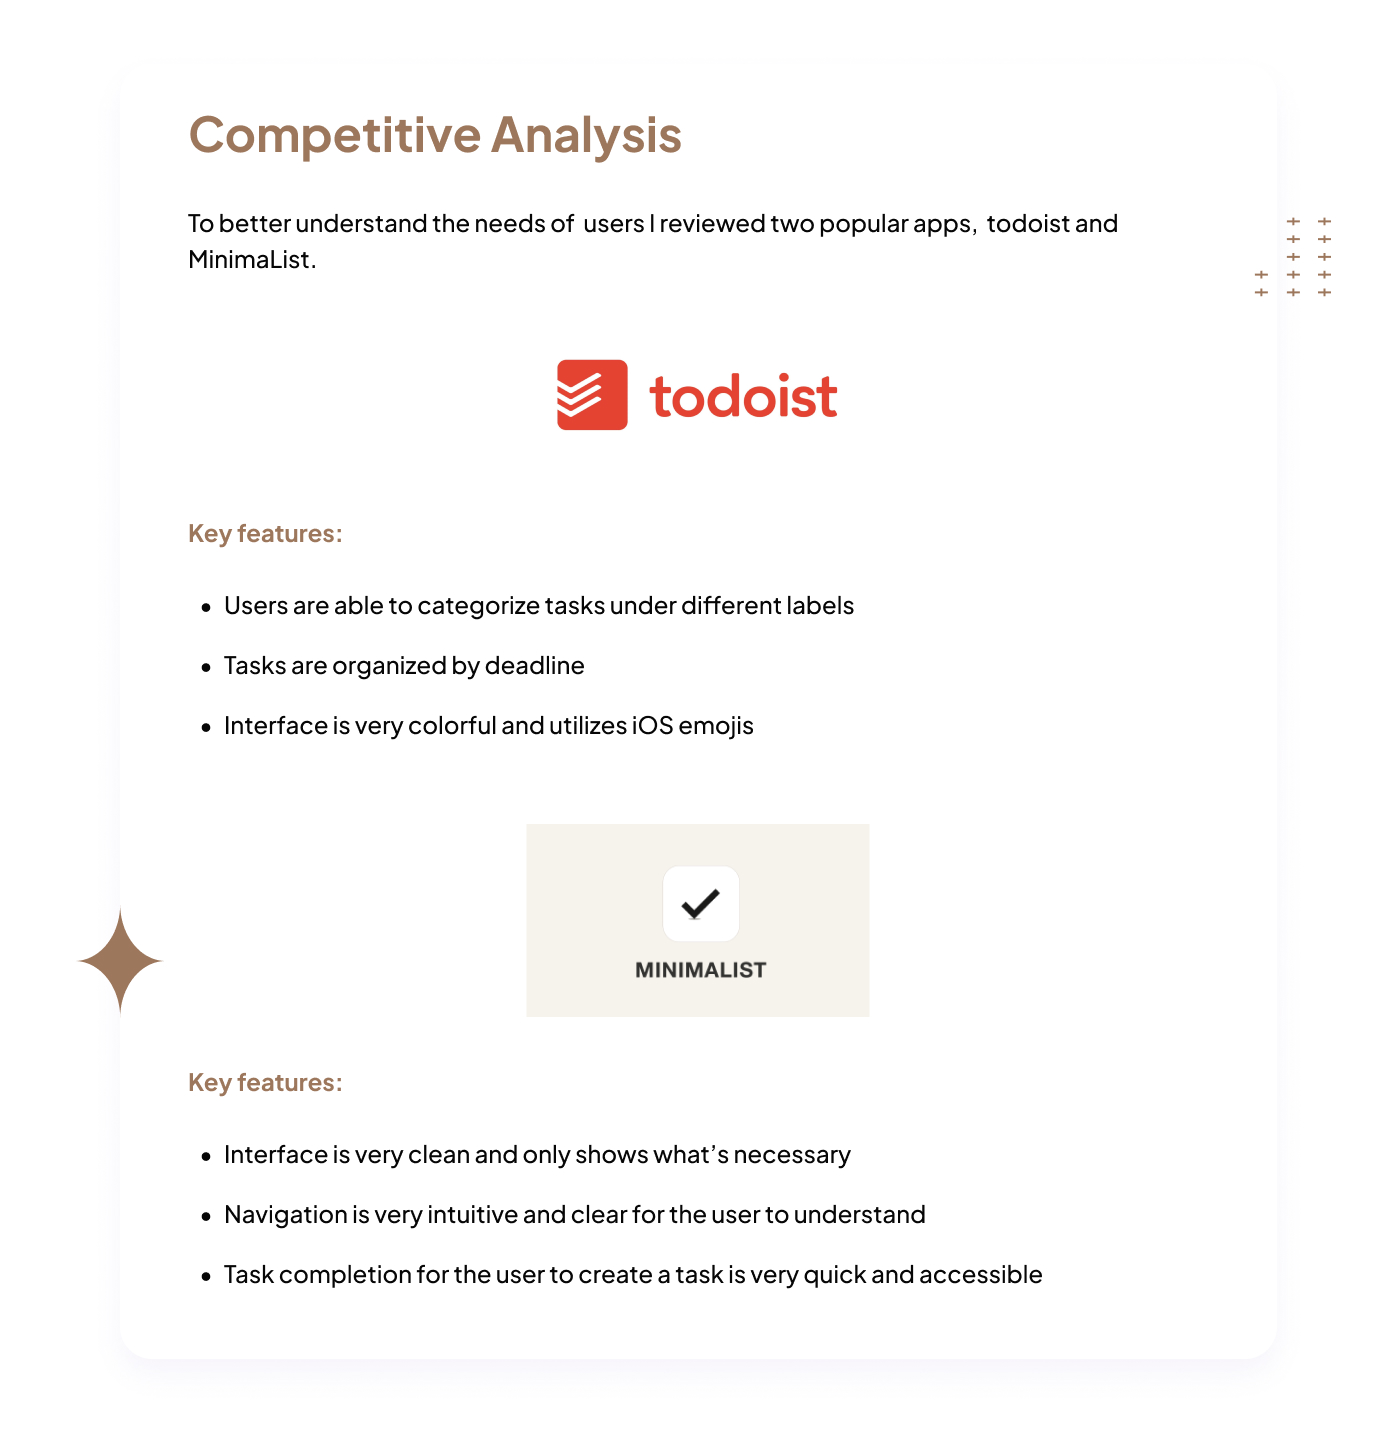 Competitive Analysis
To better understand the needs of  users I reviewed two popular apps,  todoist and
MinimaList.
todoist
Key features:
• Users are able to categorize tasks under different labels
• Tasks are organized by deadline
• Interface is very colorful and utilizes iOS emojis
MINIMALIST
Key features:
• Interface is very clean and only shows what’s necessary
• Navigation is very intuitive and clear for the user to understand
• Task completion for the user to create a task is very quick and accessible